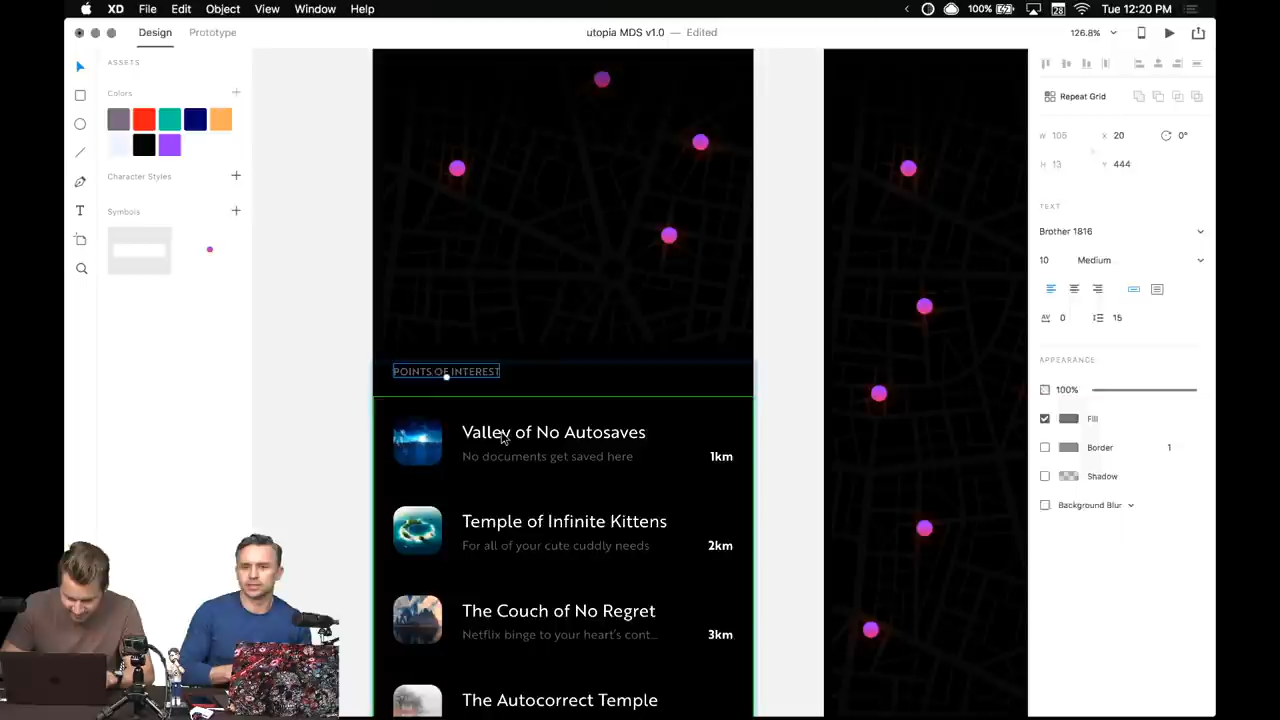 XD File Edit Object View Window Help
100% 28 Tue 12:20 PM
Design Prototype
utopia MDS v1.0 — Edited
126.8%
ASSETS
Colors
Character Styles
Symbols
POINTS OF INTEREST
Valley of No Autosaves
No documents get saved here
1km
Temple of Infinite Kittens
For all of your cute cuddly needs
2km
The Couch of No Regret
Netflix binge to your heart's cont...
3km
The Autocorrect Temple
Repeat Grid
W 105 X 20 0°
H 13 Y 444
TEXT
Brother 1816
10 Medium
AV 0 15
APPEARANCE
100%
Fill
Border 1
Shadow
Background Blur